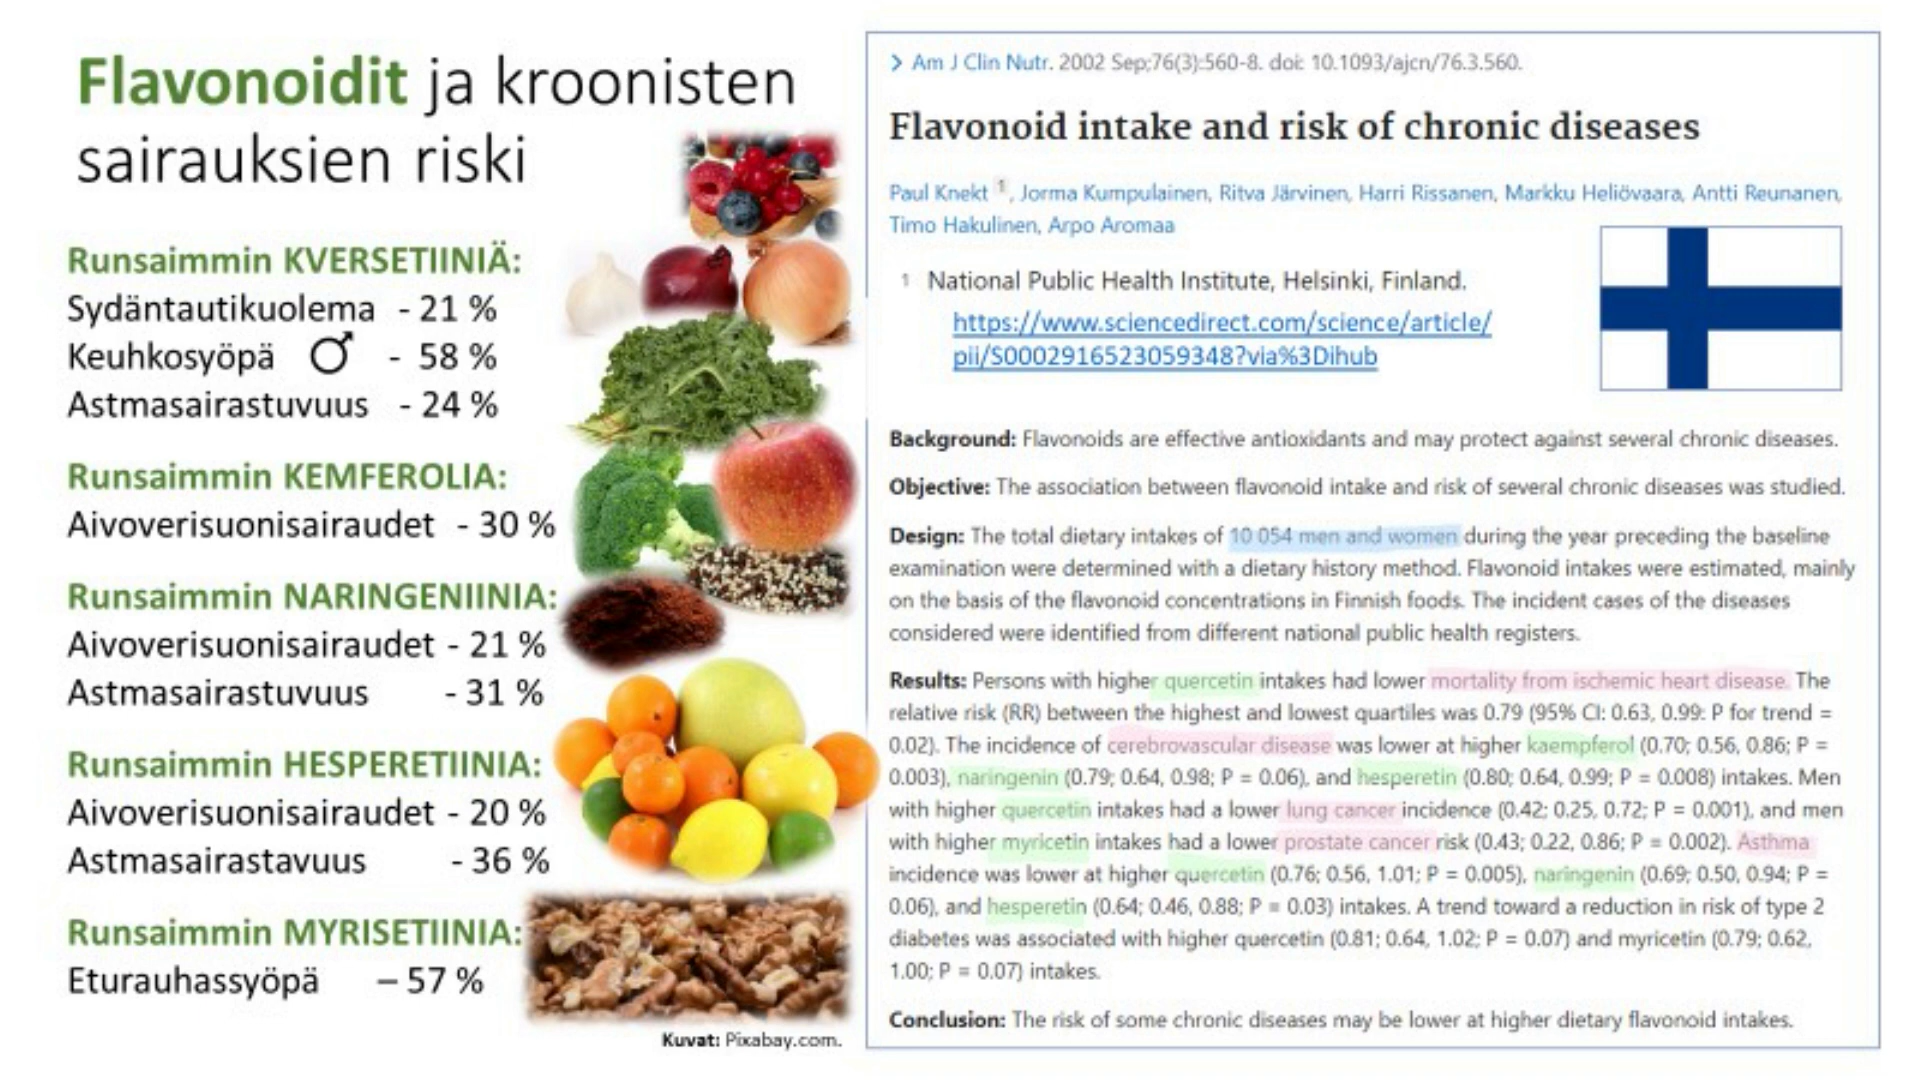 Flavonoidit ja kroonisten
sairauksien riski
Runsaimmin KVERSETIINIÄ:
Sydäntautikuolema - 21 %
Keuhkosyöpä ♂ - 58 %
Astmasairastuvuus - 24 %
Runsaimmin KEMFEROLIA:
Aivoverisuonisairaudet - 30 %
Runsaimmin NARINGENIINIA:
Aivoverisuonisairaudet - 21 %
Astmasairastuvuus - 31 %
Runsaimmin HESPERETIINIA:
Aivoverisuonisairaudet - 20 %
Astmasairastavuus - 36 %
Runsaimmin MYRISETIINIA:
Eturauhassyöpä – 57 %
Kuvat: Pixabay.com.
> Am J Clin Nutr. 2002 Sep;76(3):560-8. doi: 10.1093/ajcn/76.3.560.
Flavonoid intake and risk of chronic diseases
Paul Knekt 1, Jorma Kumpulainen, Ritva Järvinen, Harri Rissanen, Markku Heliövaara, Antti Reunanen,
Timo Hakulinen, Arpo Aromaa
1 National Public Health Institute, Helsinki, Finland.
https://www.sciencedirect.com/science/article/
pii/S0002916523059348?via%3Dihub
Background: Flavonoids are effective antioxidants and may protect against several chronic diseases.
Objective: The association between flavonoid intake and risk of several chronic diseases was studied.
Design: The total dietary intakes of 10 054 men and women during the year preceding the baseline
examination were determined with a dietary history method. Flavonoid intakes were estimated, mainly
on the basis of the flavonoid concentrations in Finnish foods. The incident cases of the diseases
considered were identified from different national public health registers.
Results: Persons with higher quercetin intakes had lower mortality from ischemic heart disease. The
relative risk (RR) between the highest and lowest quartiles was 0.79 (95% CI: 0.63, 0.99: P for trend =
0.02). The incidence of cerebrovascular disease was lower at higher kaempferol (0.70; 0.56, 0.86; P =
0.003), naringenin (0.79; 0.64, 0.98; P = 0.06), and hesperetin (0.80; 0.64, 0.99; P = 0.008) intakes. Men
with higher quercetin intakes had a lower lung cancer incidence (0.42; 0.25, 0.72; P = 0.001), and men
with higher myricetin intakes had a lower prostate cancer risk (0.43; 0.22, 0.86; P = 0.002). Asthma
incidence was lower at higher quercetin (0.76; 0.56, 1.01; P = 0.005), naringenin (0.69; 0.50, 0.94; P =
0.06), and hesperetin (0.64; 0.46, 0.88; P = 0.03) intakes. A trend toward a reduction in risk of type 2
diabetes was associated with higher quercetin (0.81; 0.64, 1.02; P = 0.07) and myricetin (0.79; 0.62,
1.00; P = 0.07) intakes.
Conclusion: The risk of some chronic diseases may be lower at higher dietary flavonoid intakes.